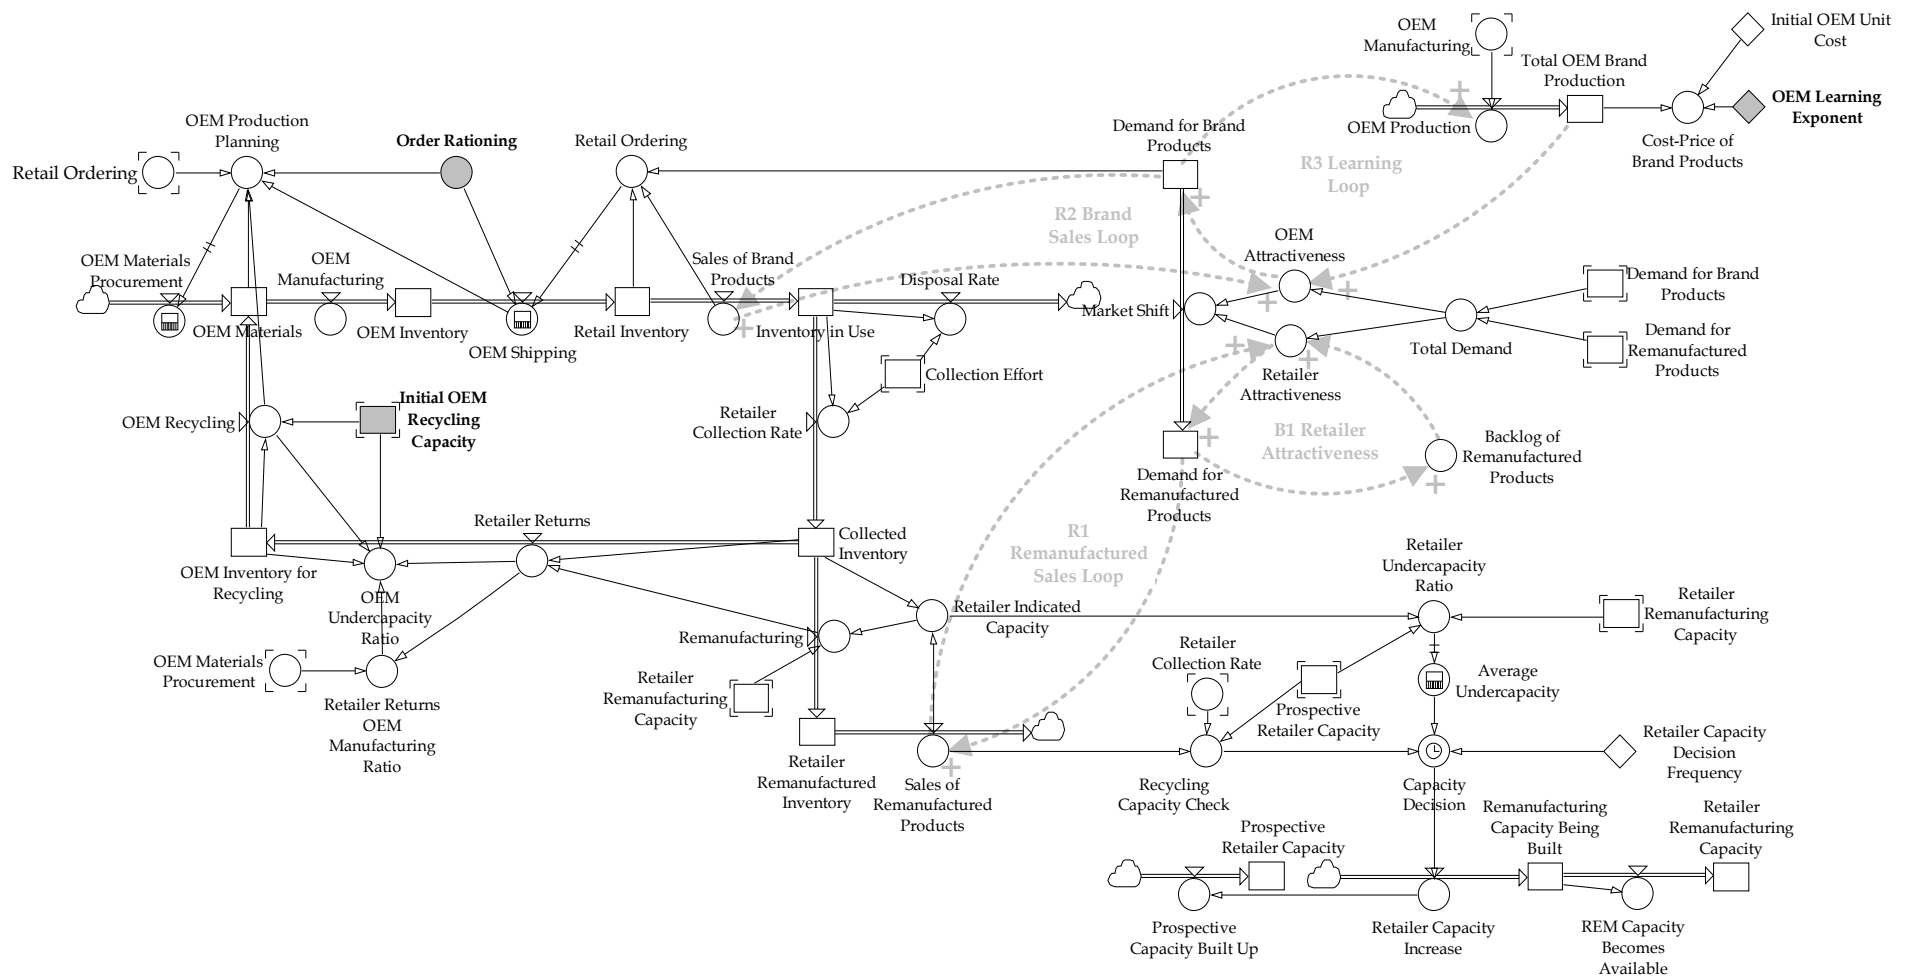 OEM
Manufacturing
Initial OEM Unit
Cost
Total OEM Brand
Production
OEM Learning
Exponent
OEM Production
Cost-Price of
Brand Products
OEM Production
Planning
Order Rationing
Retail Ordering
Demand for Brand
Products
Retail Ordering
R3 Learning
Loop
R2 Brand
Sales Loop
OEM
Attractiveness
OEM Materials
Procurement
OEM
Manufacturing
Sales of Brand
Products
Disposal Rate
Demand for Brand
Products
Market Shift
OEM Materials
OEM Inventory
OEM Shipping
Retail Inventory
Inventory in Use
Total Demand
Demand for
Remanufactured
Products
Collection Effort
Retailer
Attractiveness
Initial OEM
Recycling
Capacity
OEM Recycling
Retailer
Collection Rate
B1 Retailer
Attractiveness
Backlog of
Remanufactured
Products
Demand for
Remanufactured
Products
Retailer Returns
Collected
Inventory
R1
Remanufactured
Sales Loop
Retailer
Undercapacity
Ratio
OEM Inventory for
Recycling
OEM
Undercapacity
Ratio
Retailer Indicated
Capacity
Retailer
Remanufacturing
Capacity
Remanufacturing
Retailer
Collection Rate
OEM Materials
Procurement
Retailer
Remanufacturing
Capacity
Average
Undercapacity
Retailer Returns
OEM
Manufacturing
Ratio
Prospective
Retailer Capacity
Retailer Capacity
Decision
Frequency
Retailer
Remanufactured
Inventory
Sales of
Remanufactured
Products
Recycling
Capacity Check
Capacity
Decision
Remanufacturing
Capacity Being
Built
Retailer
Remanufacturing
Capacity
Prospective
Retailer Capacity
Prospective
Capacity Built Up
Retailer Capacity
Increase
REM Capacity
Becomes
Available